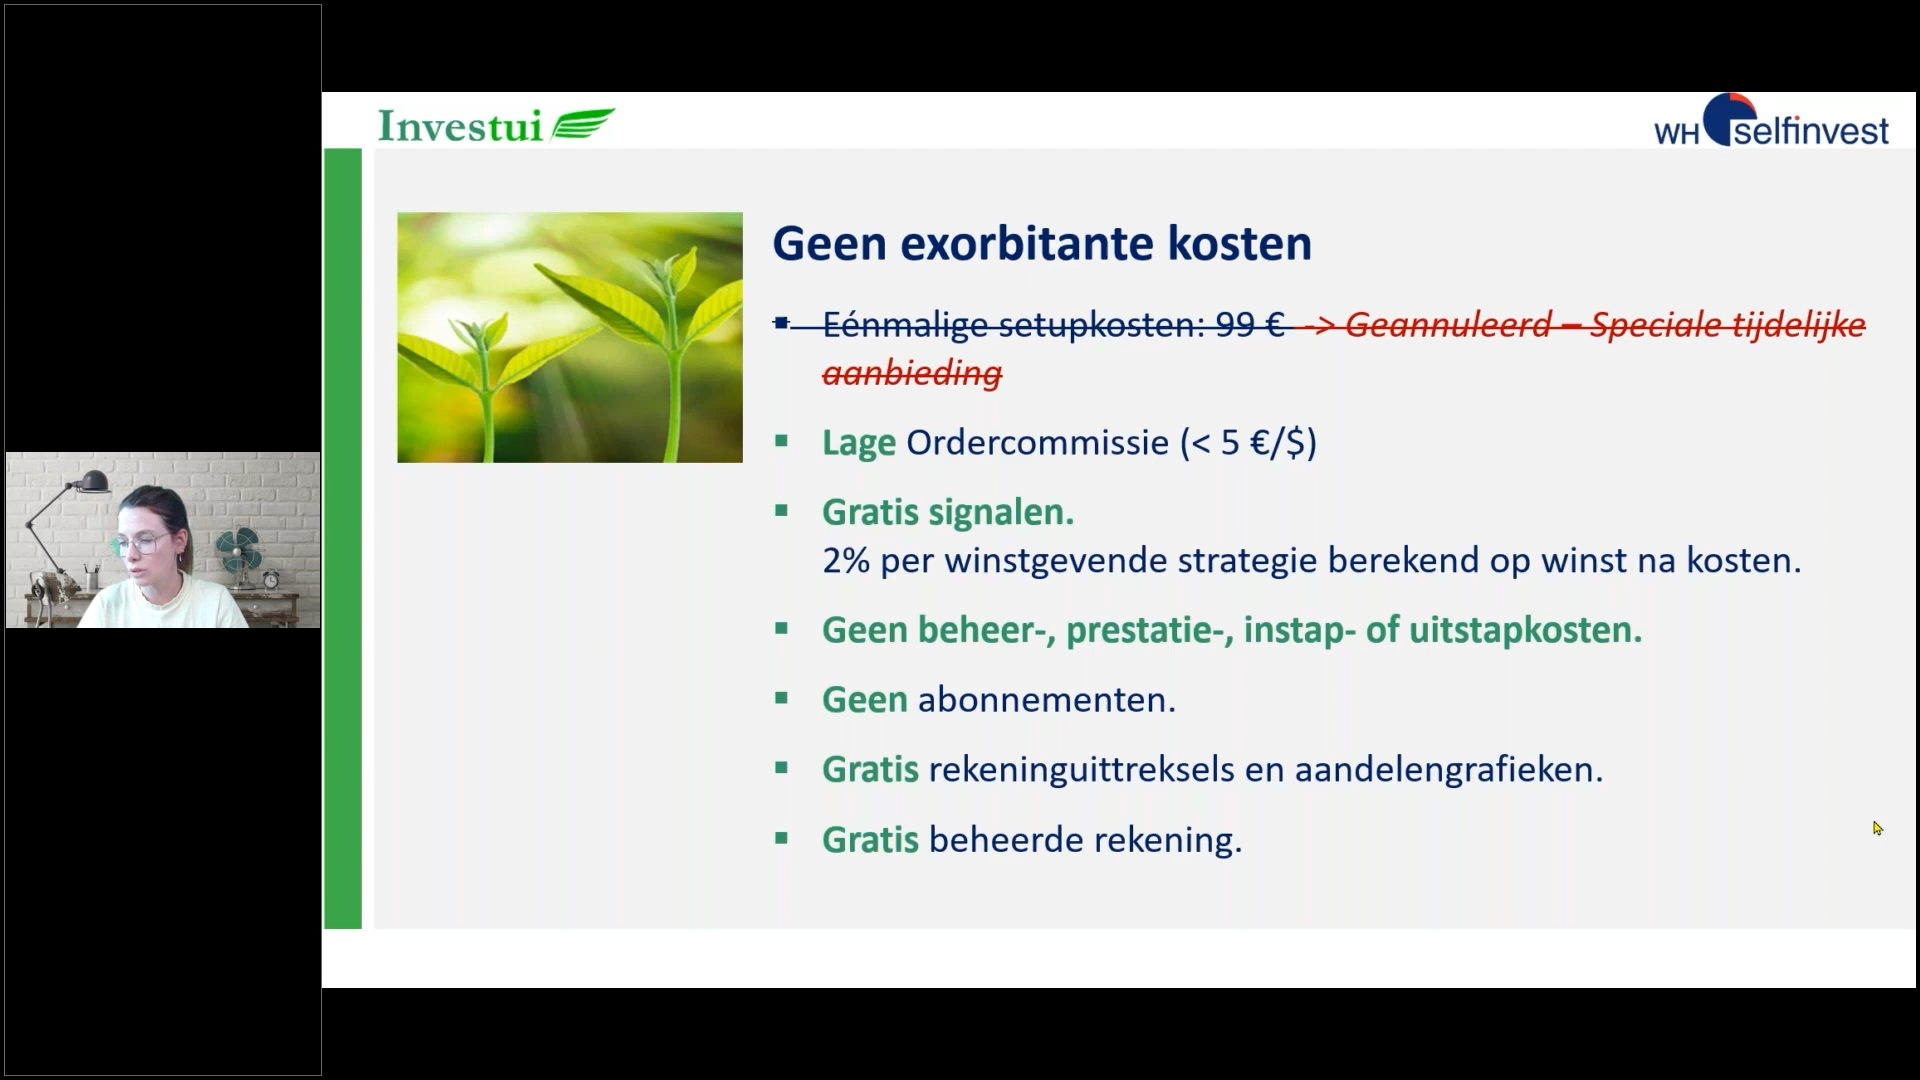 Investui
WH selfinvest
Geen exorbitante kosten
Eénmalige setupkosten: 99 € -> Geannuleerd – Speciale tijdelijke
aanbieding
Lage Ordercommissie (< 5 €/$)
Gratis signalen.
2% per winstgevende strategie berekend op winst na kosten.
Geen beheer-, prestatie-, instap- of uitstapkosten.
Geen abonnementen.
Gratis rekeninguittreksels en aandelengrafieken.
Gratis beheerde rekening.